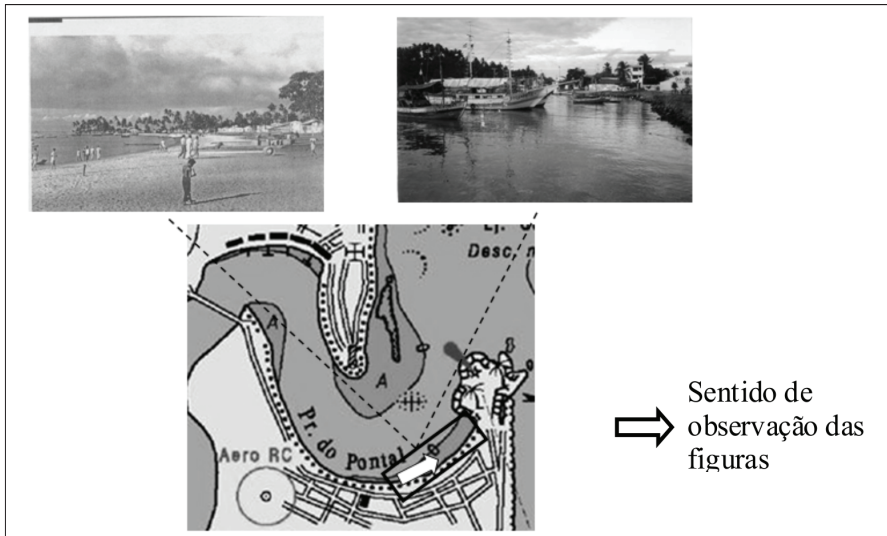 Desc. n
A
A
Pr. do Pontal
Aero RC
Sentido de
observação das
figuras